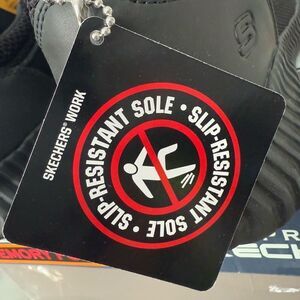 SKECHERS WORK
SLIP-RESISTANT SOLE • SLIP-RESISTANT SOLE •
S